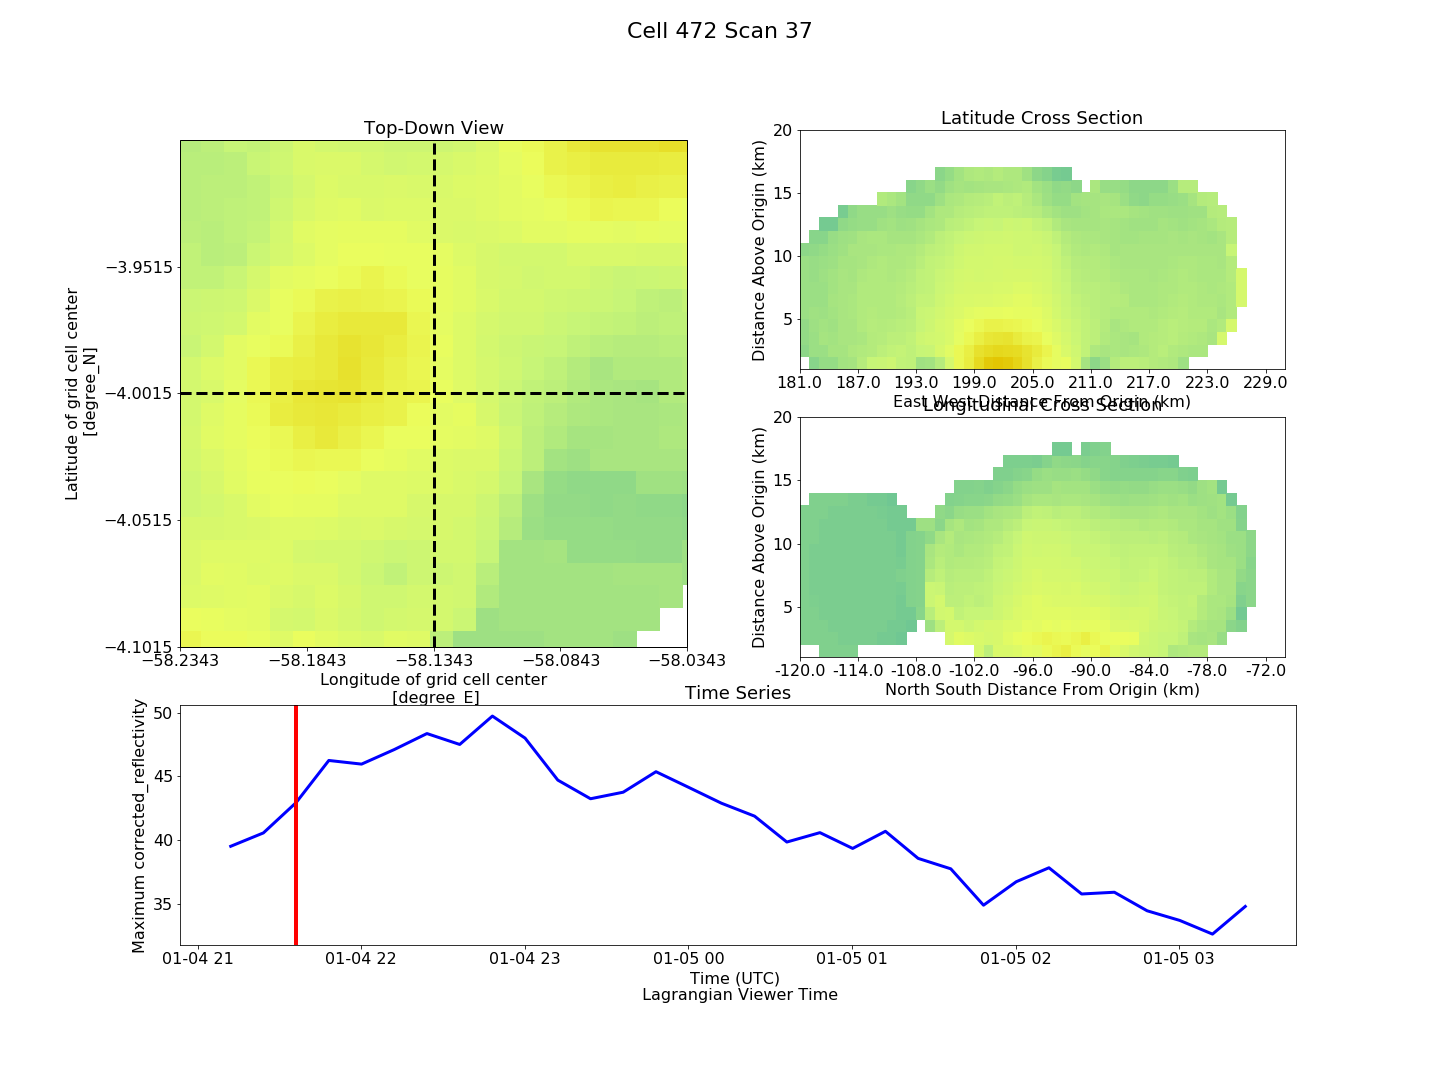 Cell 472 Scan 37
Top-Down View
Latitude of grid cell center
[degree_N]
−3.9515
−4.0015
−4.0515
−4.1015
−58.2343 −58.1843 −58.1343 −58.0843 −58.0343
Longitude of grid cell center
[degree_E]
Latitude Cross Section
Distance Above Origin (km)
20
15
10
5
181.0 187.0 193.0 199.0 205.0 211.0 217.0 223.0 229.0
East West Distance From Origin (km)
Longitudinal Cross Section
Distance Above Origin (km)
20
15
10
5
-120.0 -114.0 -108.0 -102.0 -96.0 -90.0 -84.0 -78.0 -72.0
North South Distance From Origin (km)
Time Series
Maximum corrected_reflectivity
50
45
40
35
01-04 21 01-04 22 01-04 23 01-05 00 01-05 01 01-05 02 01-05 03
Time (UTC)
Lagrangian Viewer Time